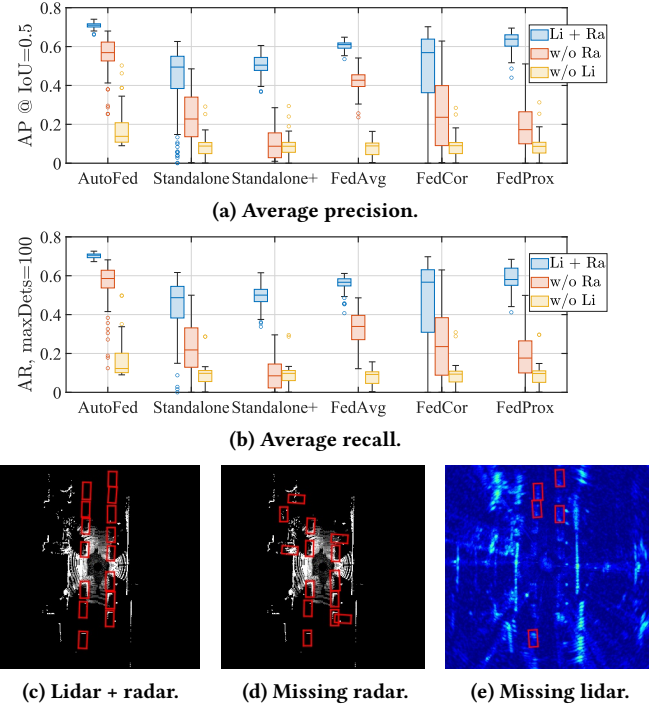 AP @ IoU=0.5
0.8
0.6
0.4
0.2
0
Li + Ra
w/o Ra
w/o Li
AutoFed Standalone Standalone+ FedAvg FedCor FedProx
(a) Average precision.
AR, maxDets=100
0.8
0.6
0.4
0.2
0
Li + Ra
w/o Ra
w/o Li
AutoFed Standalone Standalone+ FedAvg FedCor FedProx
(b) Average recall.
(c) Lidar + radar. (d) Missing radar. (e) Missing lidar.